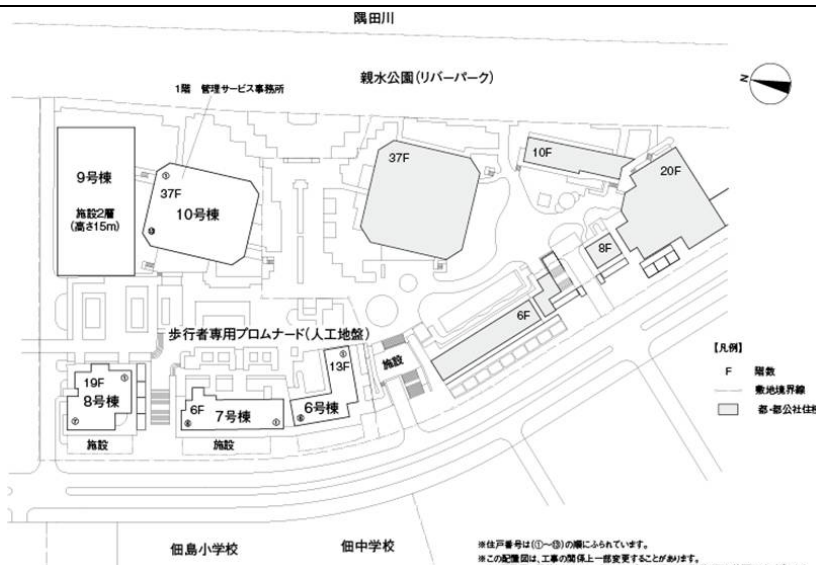 隅田川
親水公園(リバーパーク)
1階 管理サービス事務所
N
9号棟
施設2層
(高さ15m)
①
37F
10号棟
⑬
37F
10F
20F
8F
6F
歩行者専用プロムナード(人工地盤)
施設
13F
①
6号棟
19F
①
8号棟
⑦
6F
7号棟
①
施設
施設
【凡例】
F 階数
敷地境界線
都・都公社住
佃島小学校
佃中学校
※住戸番号は(①~⑬)の順にふられています。
※この配置図は、工事の関係上一部変更することがあります。